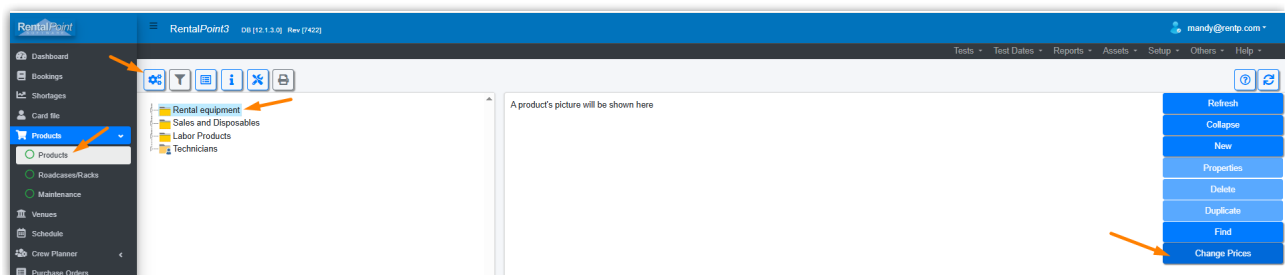 RentalPoint
RentalPoint3 DB [12.1.3.0] Rev [7422]
mandy@rentp.com
Tests Test Dates Reports Assets Setup Others Help
Dashboard
Bookings
Shortages
Card file
Products
Products
Roadcases/Racks
Maintenance
Venues
Schedule
Crew Planner
Purchase Orders
Rental equipment
Sales and Disposables
Labor Products
Technicians
A product's picture will be shown here
Refresh
Collapse
New
Properties
Delete
Duplicate
Find
Change Prices